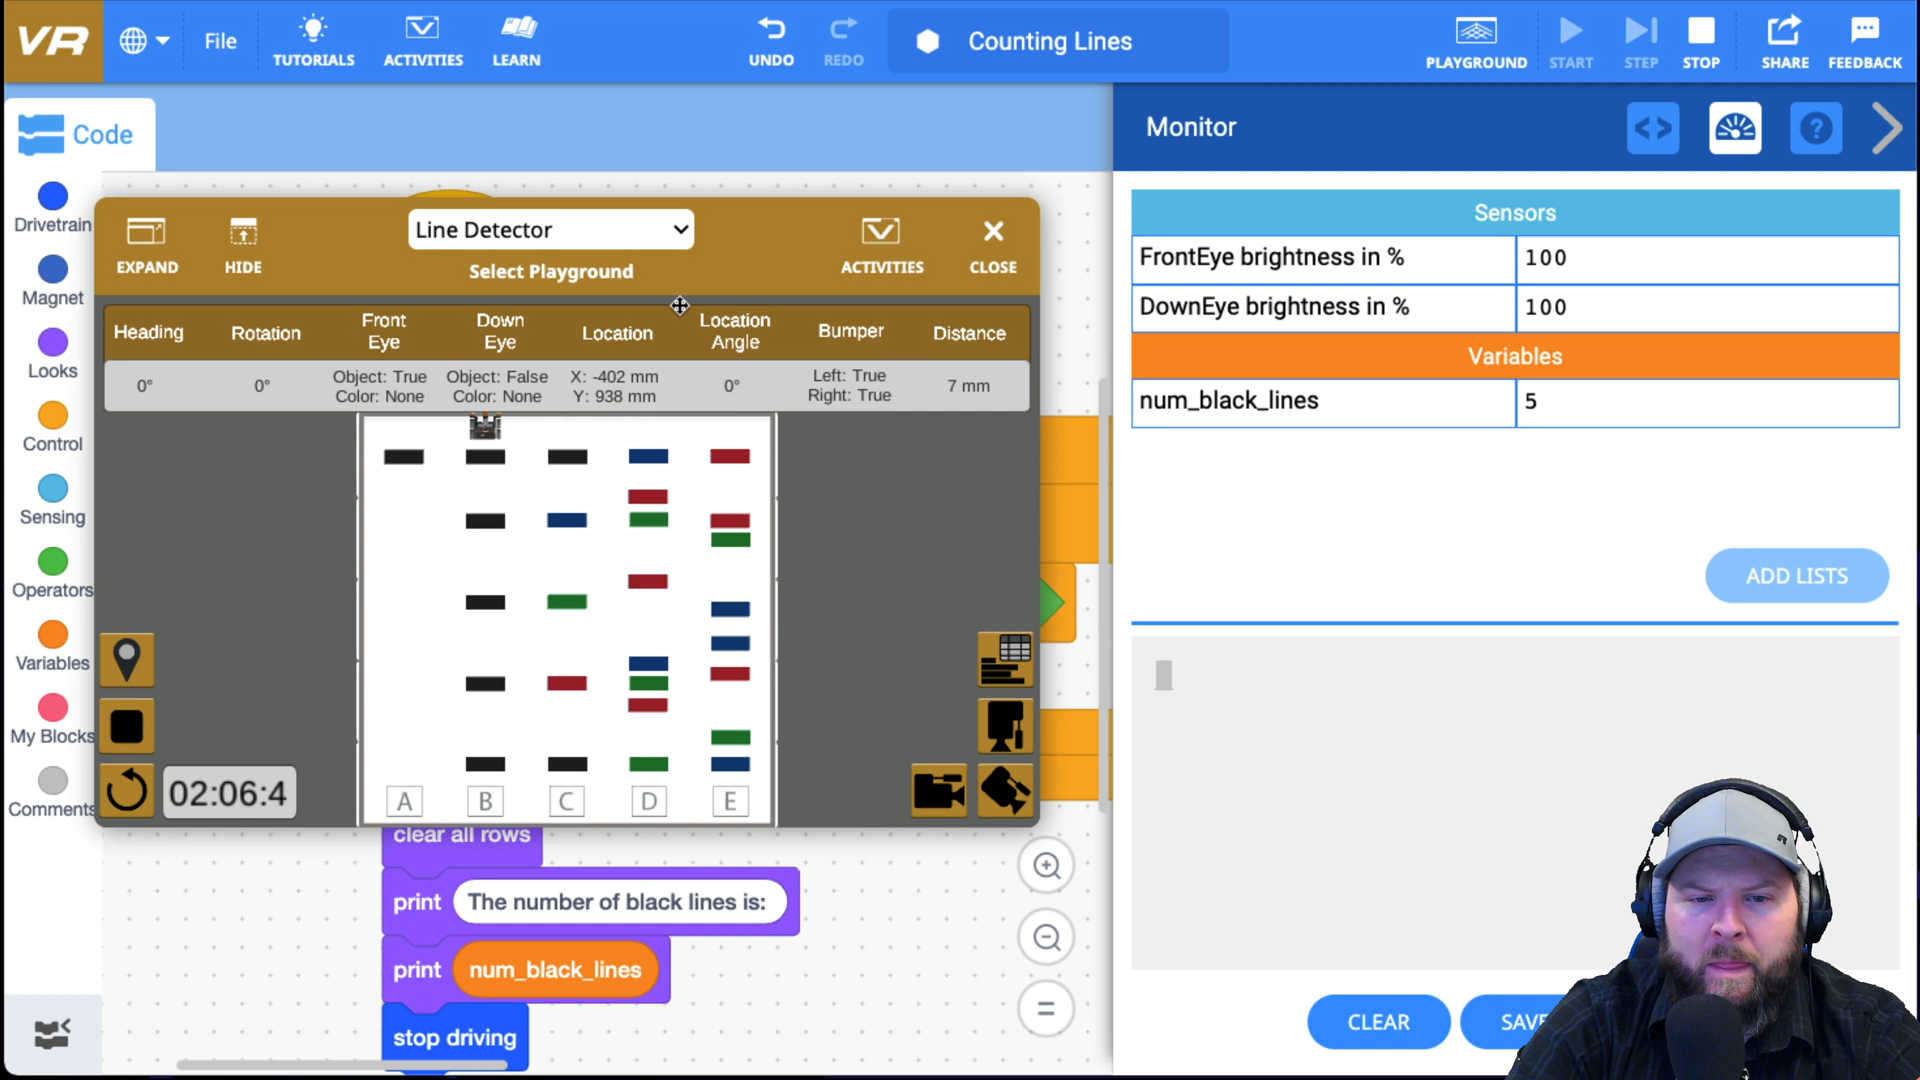 VR
File
TUTORIALS
ACTIVITIES
LEARN
UNDO
REDO
Counting Lines
PLAYGROUND
START
STEP
STOP
SHARE
FEEDBACK
Code
Drivetrain
Magnet
Looks
Control
Sensing
Operators
Variables
My Blocks
Comments
EXPAND
HIDE
Line Detector
Select Playground
ACTIVITIES
CLOSE
Heading
Rotation
Front
Eye
Down
Eye
Location
Location
Angle
Bumper
Distance
0°
0°
Object: True
Color: None
Object: False
Color: None
X: -402 mm
Y: 938 mm
0°
Left: True
Right: True
7 mm
A
B
C
D
E
02:06:4
clear all rows
print The number of black lines is:
print num_black_lines
stop driving
Monitor
Sensors
FrontEye brightness in % 100
DownEye brightness in % 100
Variables
num_black_lines 5
ADD LISTS
CLEAR
SAVE